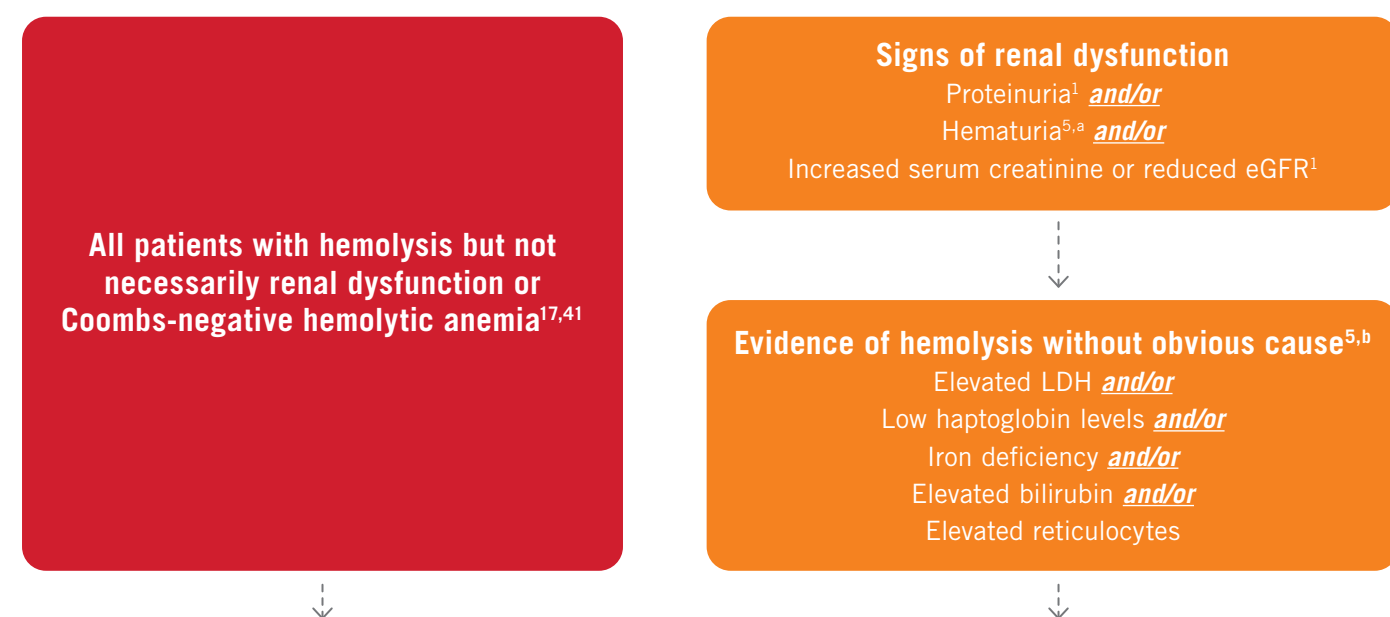 All patients with hemolysis but not
necessarily renal dysfunction or
Coombs-negative hemolytic anemia17,41
Signs of renal dysfunction
Proteinuria1 and/or
Hematuria5,a and/or
Increased serum creatinine or reduced eGFR1
Evidence of hemolysis without obvious cause5,b
Elevated LDH and/or
Low haptoglobin levels and/or
Iron deficiency and/or
Elevated bilirubin and/or
Elevated reticulocytes